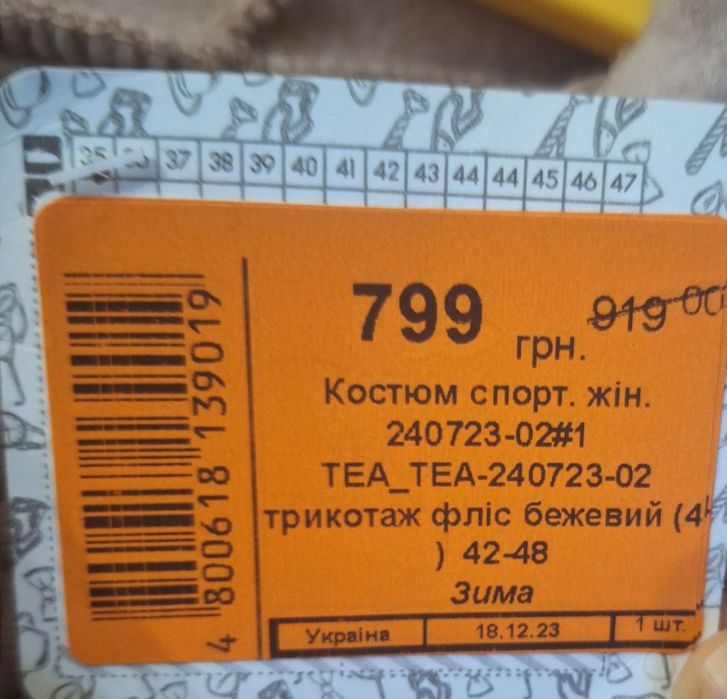 35 36 37 38 39 40 41 42 43 44 44 45 46 47
799 грн. 919 00
Костюм спорт. жін.
240723-02#1
TEA_TEA-240723-02
трикотаж фліс бежевий (4
) 42-48
Зима
Україна 18.12.23 1 шт.
4 800618 139019